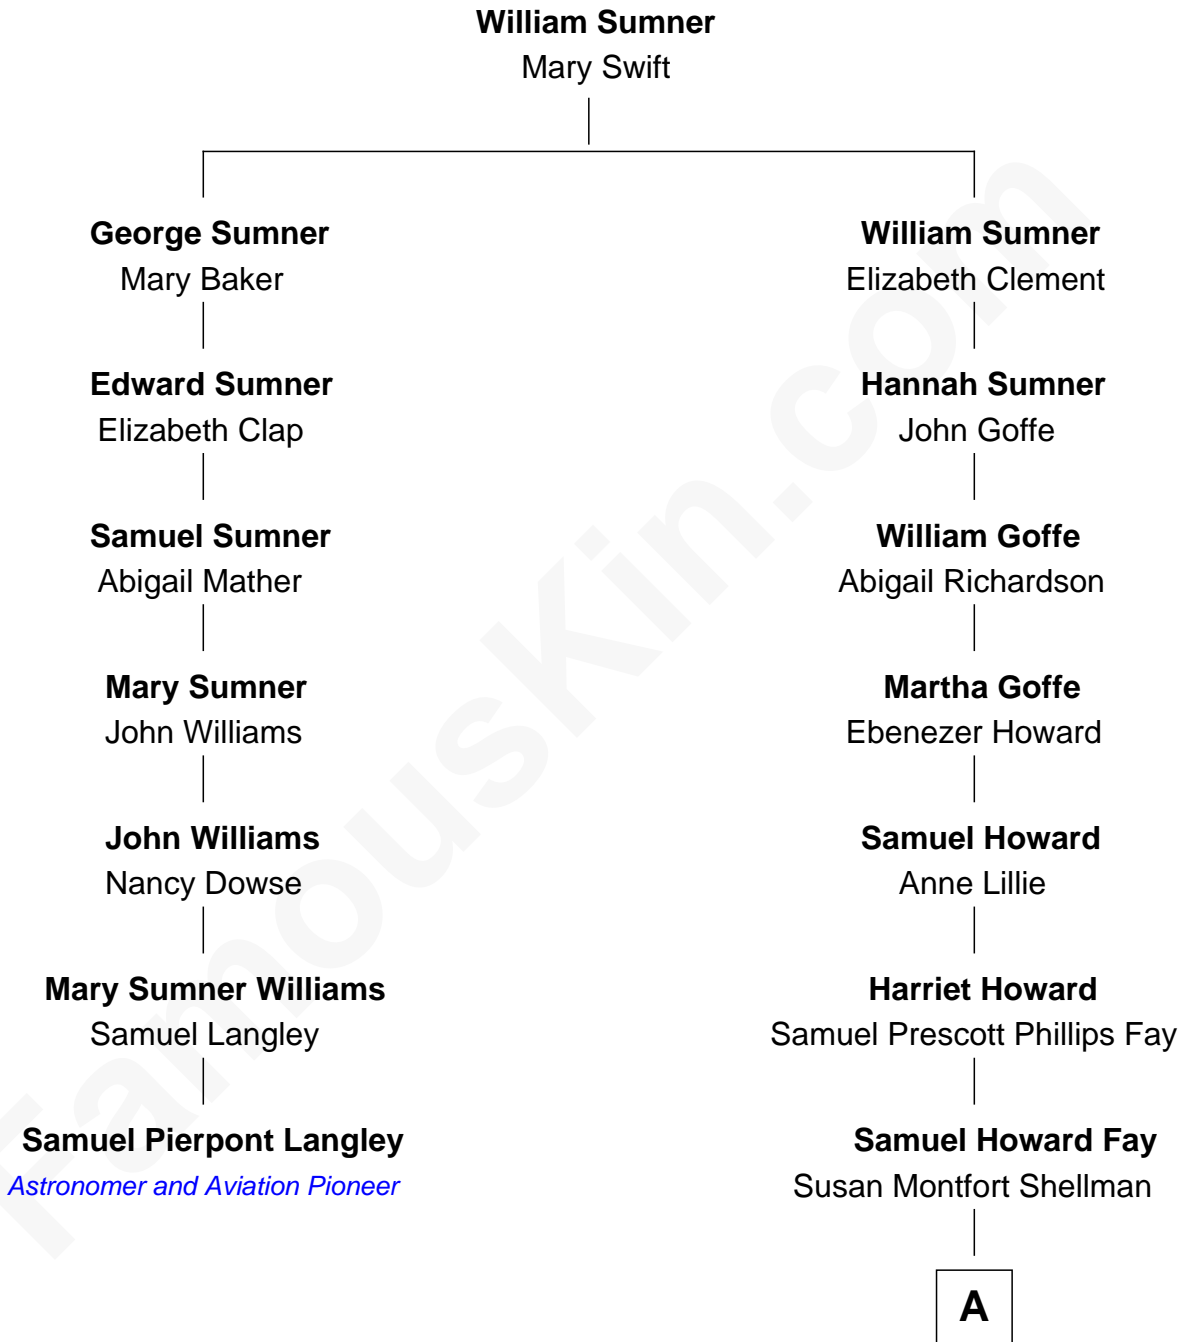 William Sumner
Mary Swift
George Sumner
Mary Baker
William Sumner
Elizabeth Clement
Edward Sumner
Elizabeth Clap
Hannah Sumner
John Goffe
Samuel Sumner
Abigail Mather
William Goffe
Abigail Richardson
Mary Sumner
John Williams
Martha Goffe
Ebenezer Howard
John Williams
Nancy Dowse
Samuel Howard
Anne Lillie
Mary Sumner Williams
Samuel Langley
Harriet Howard
Samuel Prescott Phillips Fay
Samuel Pierpont Langley
Astronomer and Aviation Pioneer
Samuel Howard Fay
Susan Montfort Shellman
A
FamousKin.com